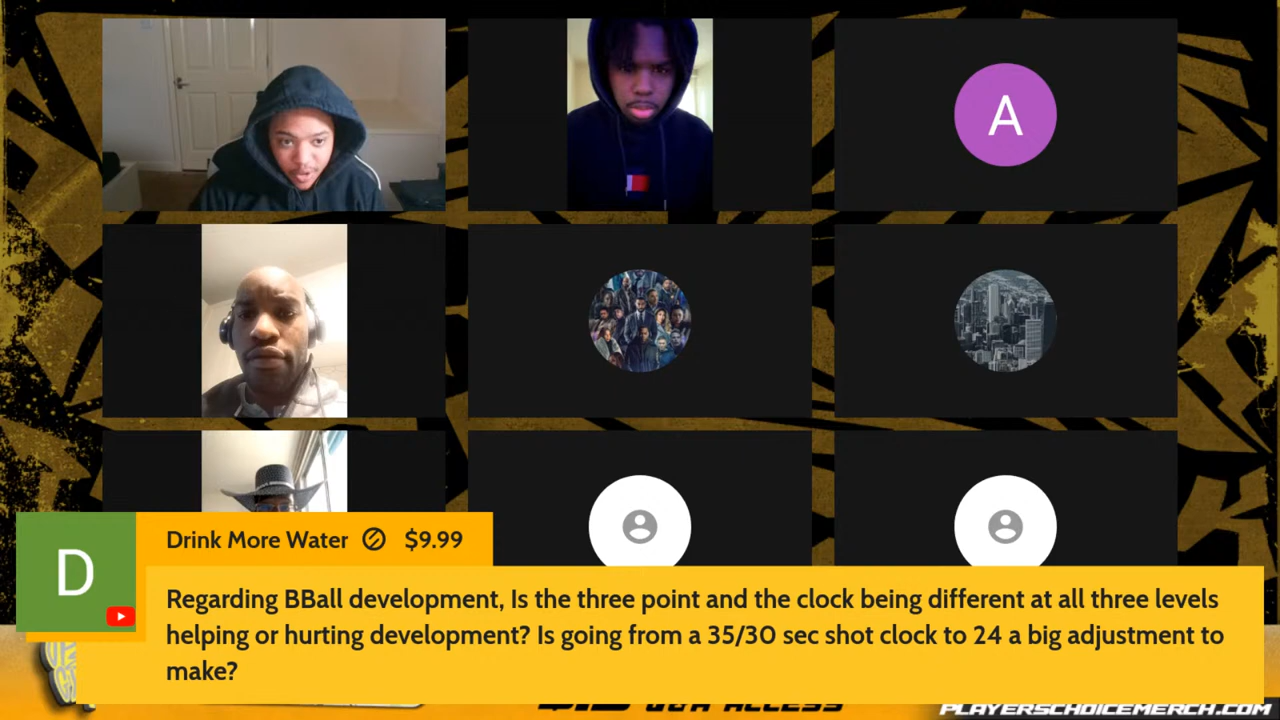 A
D
Drink More Water $9.99
Regarding BBall development, Is the three point and the clock being different at all three levels
helping or hurting development? Is going from a 35/30 sec shot clock to 24 a big adjustment to
make?
PLAYERSCHOICEMERCH.COM